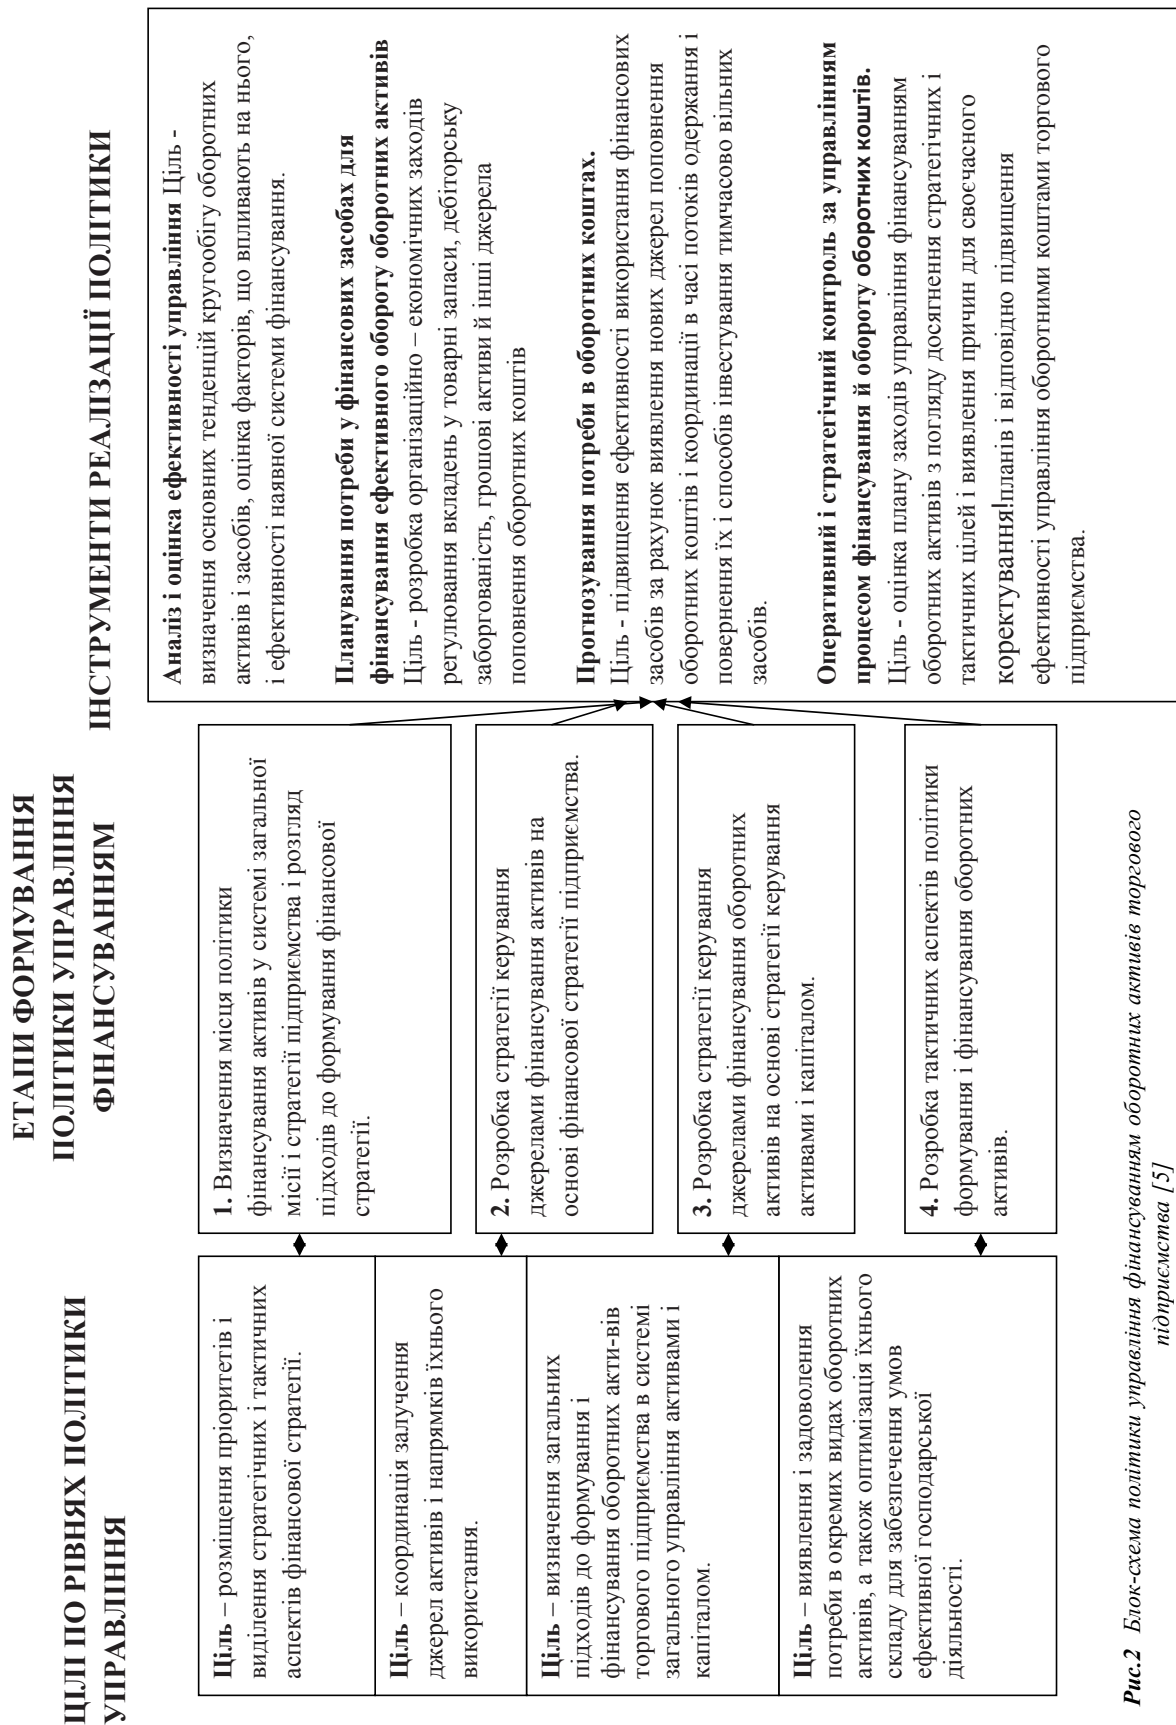 ЦІЛІ ПО РІВНЯХ ПОЛІТИКИ
УПРАВЛІННЯ
ЕТАПИ ФОРМУВАННЯ
ПОЛІТИКИ УПРАВЛІННЯ
ФІНАНСУВАННЯМ
ІНСТРУМЕНТИ РЕАЛІЗАЦІЇ ПОЛІТИКИ
Ціль – розміщення пріоритетів і
виділення стратегічних і тактичних
аспектів фінансової стратегії.
Ціль – координація залучення
джерел активів і напрямків їхнього
використання.
Ціль – визначення загальних
підходів до формування і
фінансування оборотних акти-вів
торгового підприємства в системі
загального управління активами і
капіталом.
Ціль – виявлення і задоволення
потреби в окремих видах оборотних
активів, а також оптимізація їхнього
складу для забезпечення умов
ефективної господарської
діяльності.
1. Визначення місця політики
фінансування активів у системі загальної
місії і стратегії підприємства і розгляд
підходів до формування фінансової
стратегії.
2. Розробка стратегії керування
джерелами фінансування активів на
основі фінансової стратегії підприємства.
3. Розробка стратегії керування
джерелами фінансування оборотних
активів на основі стратегії керування
активами і капіталом.
4. Розробка тактичних аспектів політики
формування і фінансування оборотних
активів.
Аналіз і оцінка ефективності управління Ціль -
визначення основних тенденцій кругообігу оборотних
активів і засобів, оцінка факторів, що впливають на нього,
і ефективності наявної системи фінансування.
Планування потреби у фінансових засобах для
фінансування ефективного обороту оборотних активів
Ціль - розробка організаційно – економічних заходів
регулювання вкладень у товарні запаси, дебіторську
заборгованість, грошові активи й інші джерела
поповнення оборотних коштів
Прогнозування потреби в оборотних коштах.
Ціль - підвищення ефективності використання фінансових
засобів за рахунок виявлення нових джерел поповнення
оборотних коштів і координації в часі потоків одержання і
повернення їх і способів інвестування тимчасово вільних
засобів.
Оперативний і стратегічний контроль за управлінням
процесом фінансування й обороту оборотних коштів.
Ціль - оцінка плану заходів управління фінансуванням
оборотних активів з погляду досягнення стратегічних і
тактичних цілей і виявлення причин для своєчасного
коректування!планів і відповідно підвищення
ефективності управління оборотними коштами торгового
підприємства.
Рис.2 Блок-схема політики управління фінансуванням оборотних активів торгового
підприємства [5]